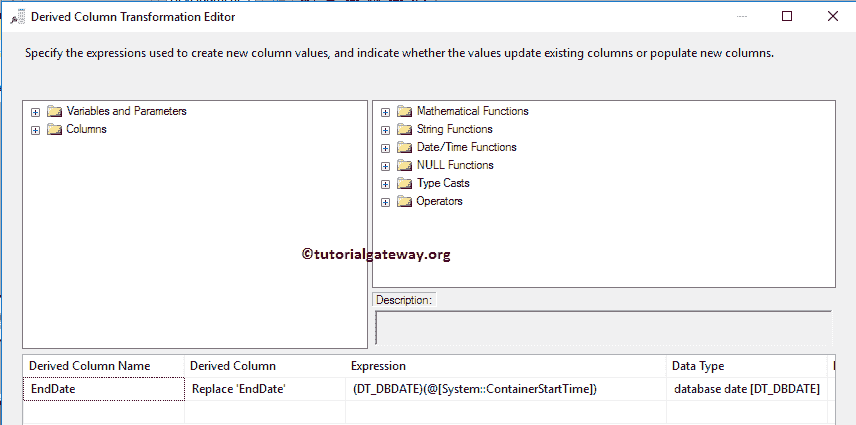 Derived Column Transformation Editor
Specify the expressions used to create new column values, and indicate whether the values update existing columns or populate new columns.
Variables and Parameters
Columns
Mathematical Functions
String Functions
Date/Time Functions
NULL Functions
Type Casts
Operators
©tutorialgateway.org
Description:
Derived Column Name Derived Column Expression Data Type
EndDate Replace 'EndDate' (DT_DBDATE)(@[System::ContainerStartTime]) database date [DT_DBDATE]